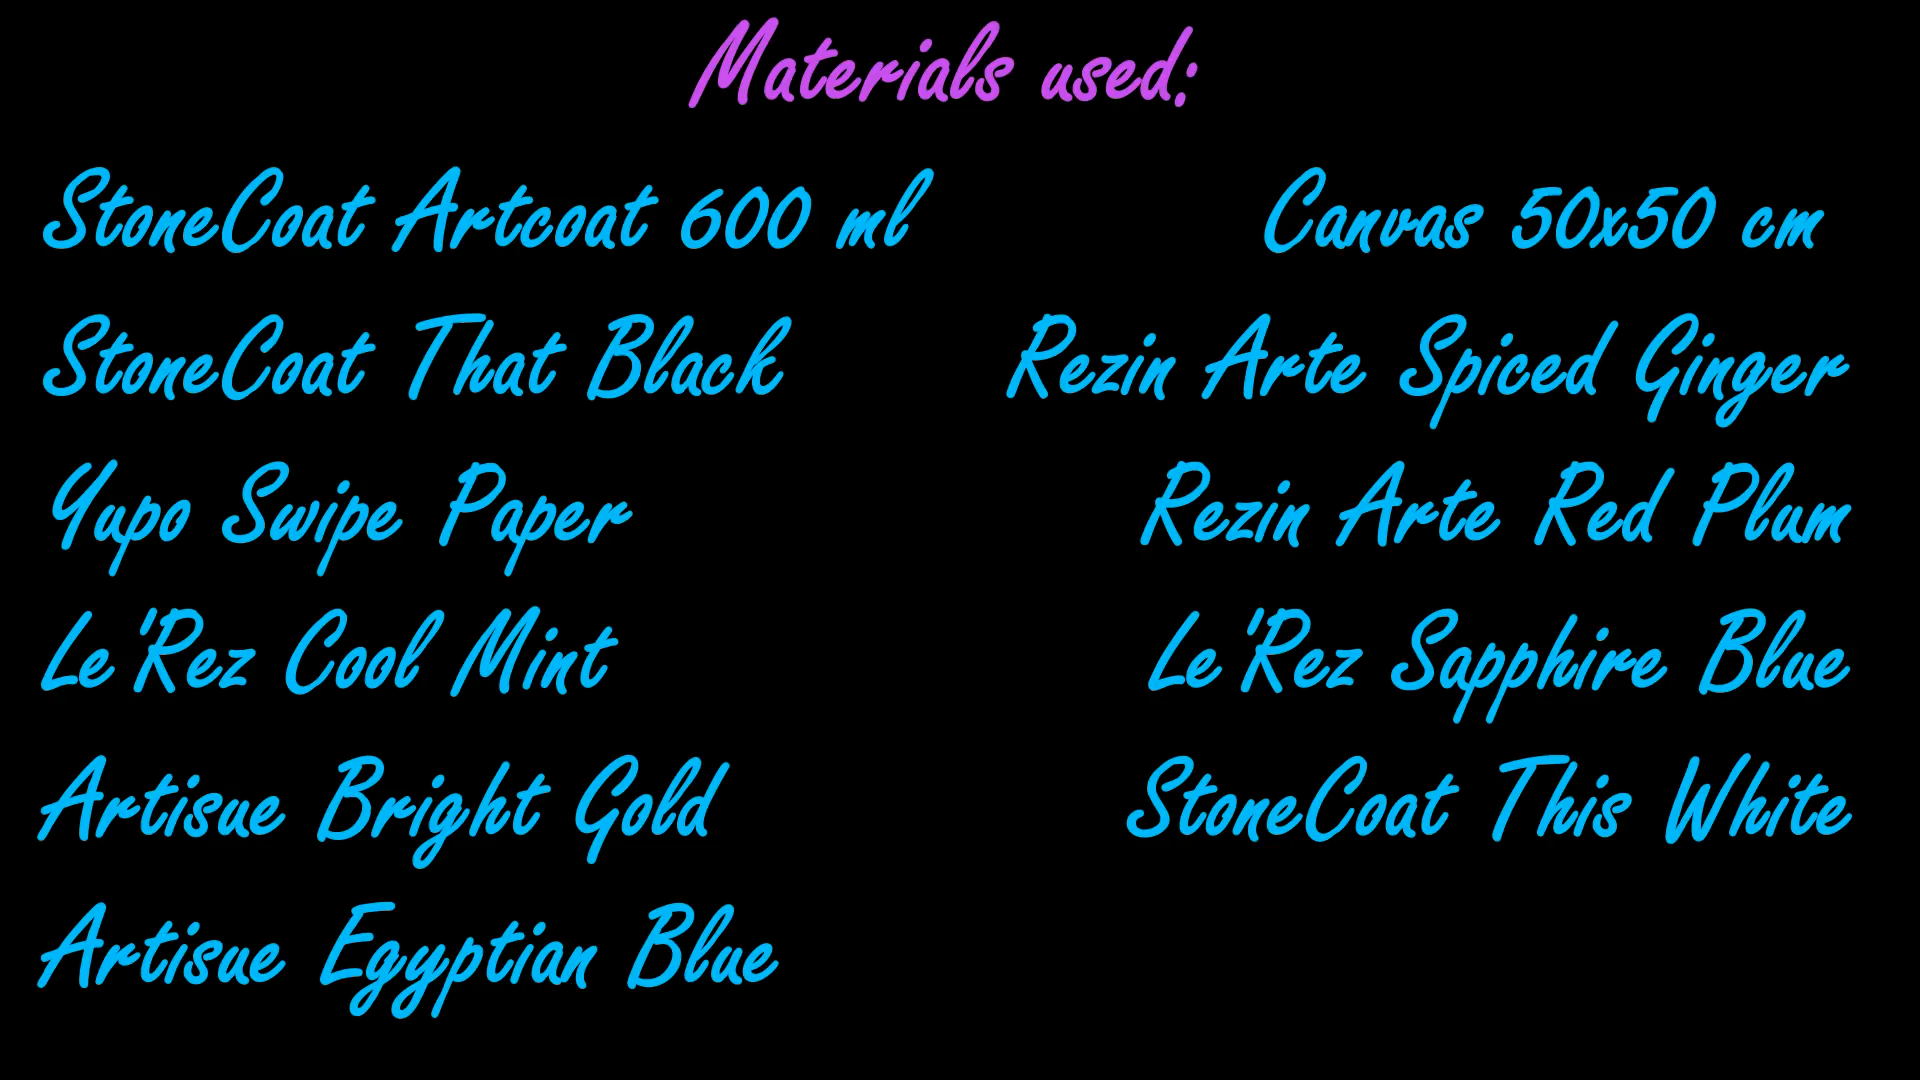 Materials used:
StoneCoat Artcoat 600 ml
StoneCoat That Black
Yupo Swipe Paper
Le'Rez Cool Mint
Artisue Bright Gold
Artisue Egyptian Blue
Canvas 50x50 cm
Rezin Arte Spiced Ginger
Rezin Arte Red Plum
Le'Rez Sapphire Blue
StoneCoat This White